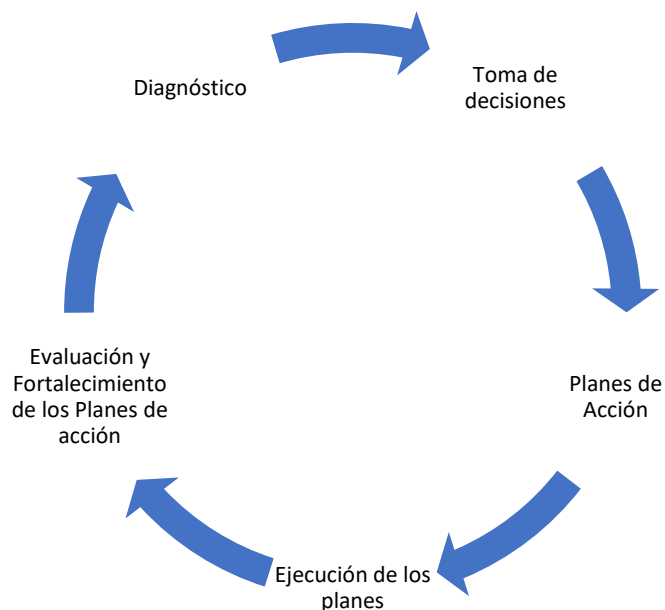 Diagnóstico
Toma de
decisiones
Planes de
Acción
Ejecución de los
planes
Evaluación y
Fortalecimiento
de los Planes de
acción